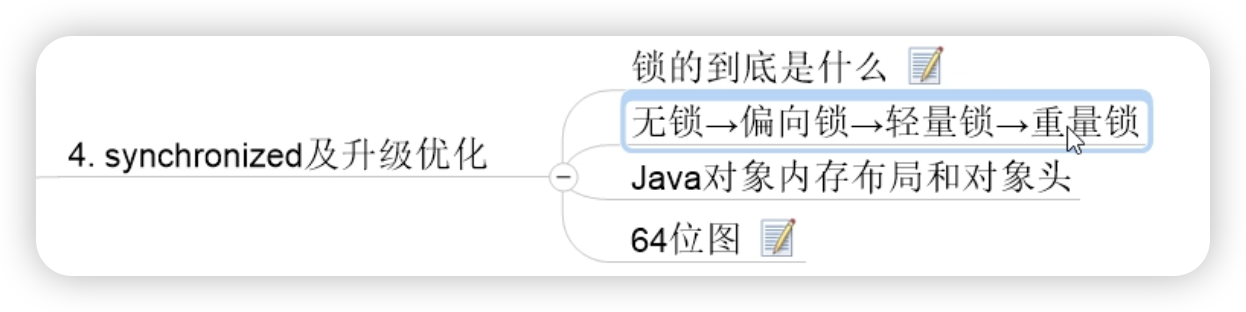 4. synchronized及升级优化
锁的到底是什么
无锁→偏向锁→轻量锁→重量锁
Java对象内存布局和对象头
64位图